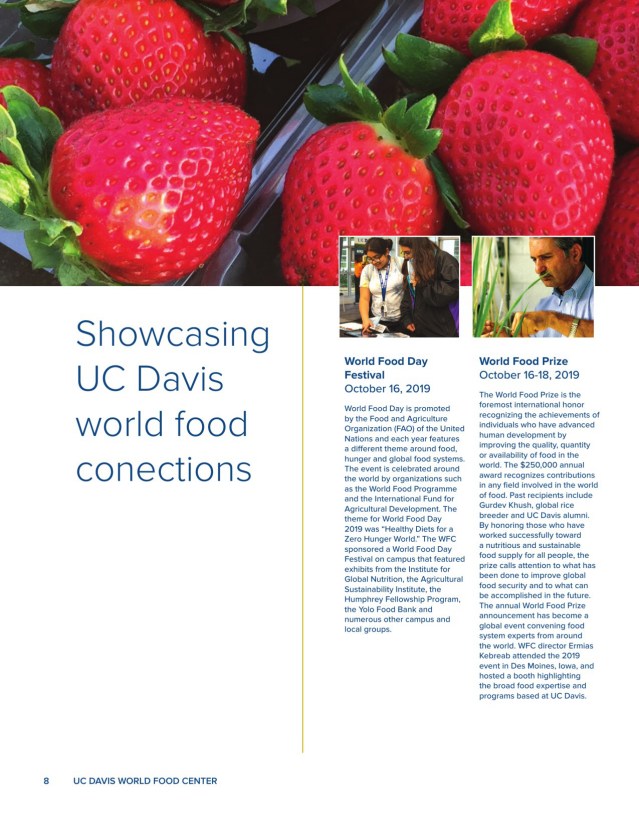 Showcasing
UC Davis
world food
conections
World Food Day
Festival
October 16, 2019
World Food Day is promoted
by the Food and Agriculture
Organization (FAO) of the United
Nations and each year features
a different theme around food,
hunger and global food systems.
The event is celebrated around
the world by organizations such
as the World Food Programme
and the International Fund for
Agricultural Development. The
theme for World Food Day
2019 was “Healthy Diets for a
Zero Hunger World.” The WFC
sponsored a World Food Day
Festival on campus that featured
exhibits from the Institute for
Global Nutrition, the Agricultural
Sustainability Institute, the
Humphrey Fellowship Program,
the Yolo Food Bank and
numerous other campus and
local groups.
World Food Prize
October 16-18, 2019
The World Food Prize is the
foremost international honor
recognizing the achievements of
individuals who have advanced
human development by
improving the quality, quantity
or availability of food in the
world. The $250,000 annual
award recognizes contributions
in any field involved in the world
of food. Past recipients include
Gurdev Khush, global rice
breeder and UC Davis alumni.
By honoring those who have
worked successfully toward
a nutritious and sustainable
food supply for all people, the
prize calls attention to what has
been done to improve global
food security and to what can
be accomplished in the future.
The annual World Food Prize
announcement has become a
global event convening food
system experts from around
the world. WFC director Ermias
Kebreab attended the 2019
event in Des Moines, Iowa, and
hosted a booth highlighting
the broad food expertise and
programs based at UC Davis.
8 UC DAVIS WORLD FOOD CENTER